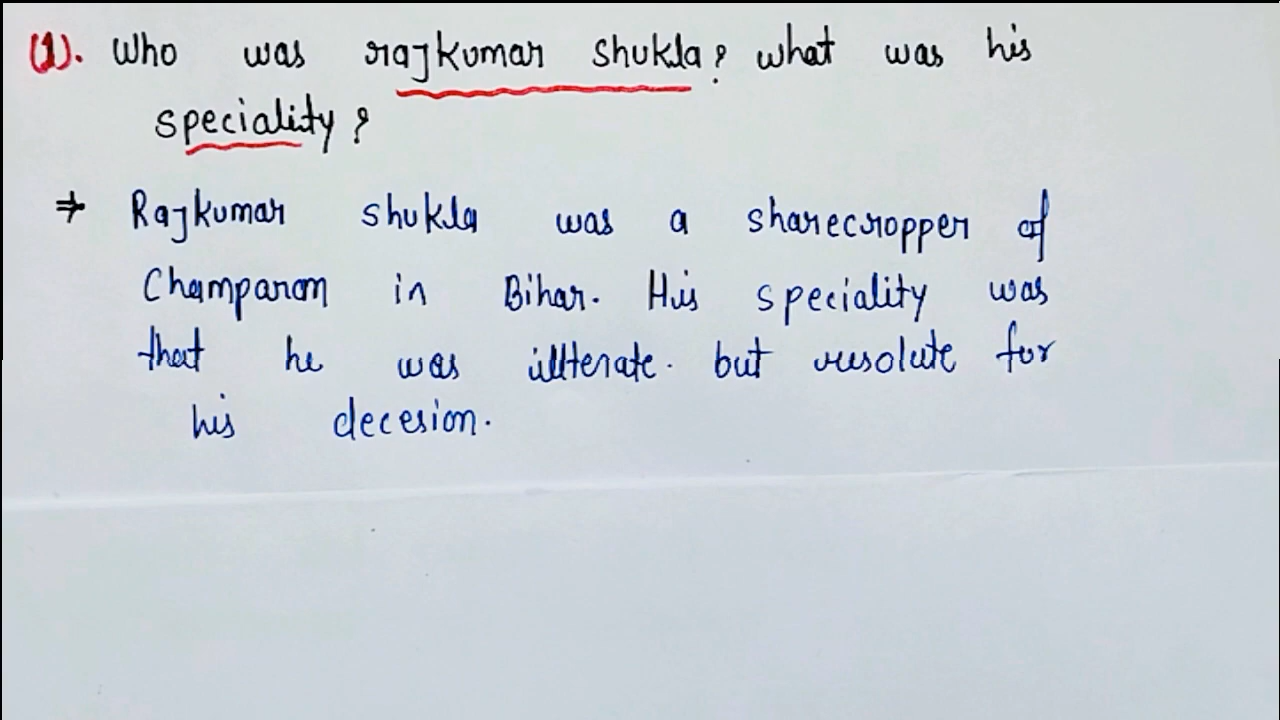 (1). Who was rajkumar shukla? what was his
speciality?
⇒ Rajkumar shukla was a sharecropper of
Champaran in Bihar. His speciality was
that he was illterate. but resolute for
his decesion.